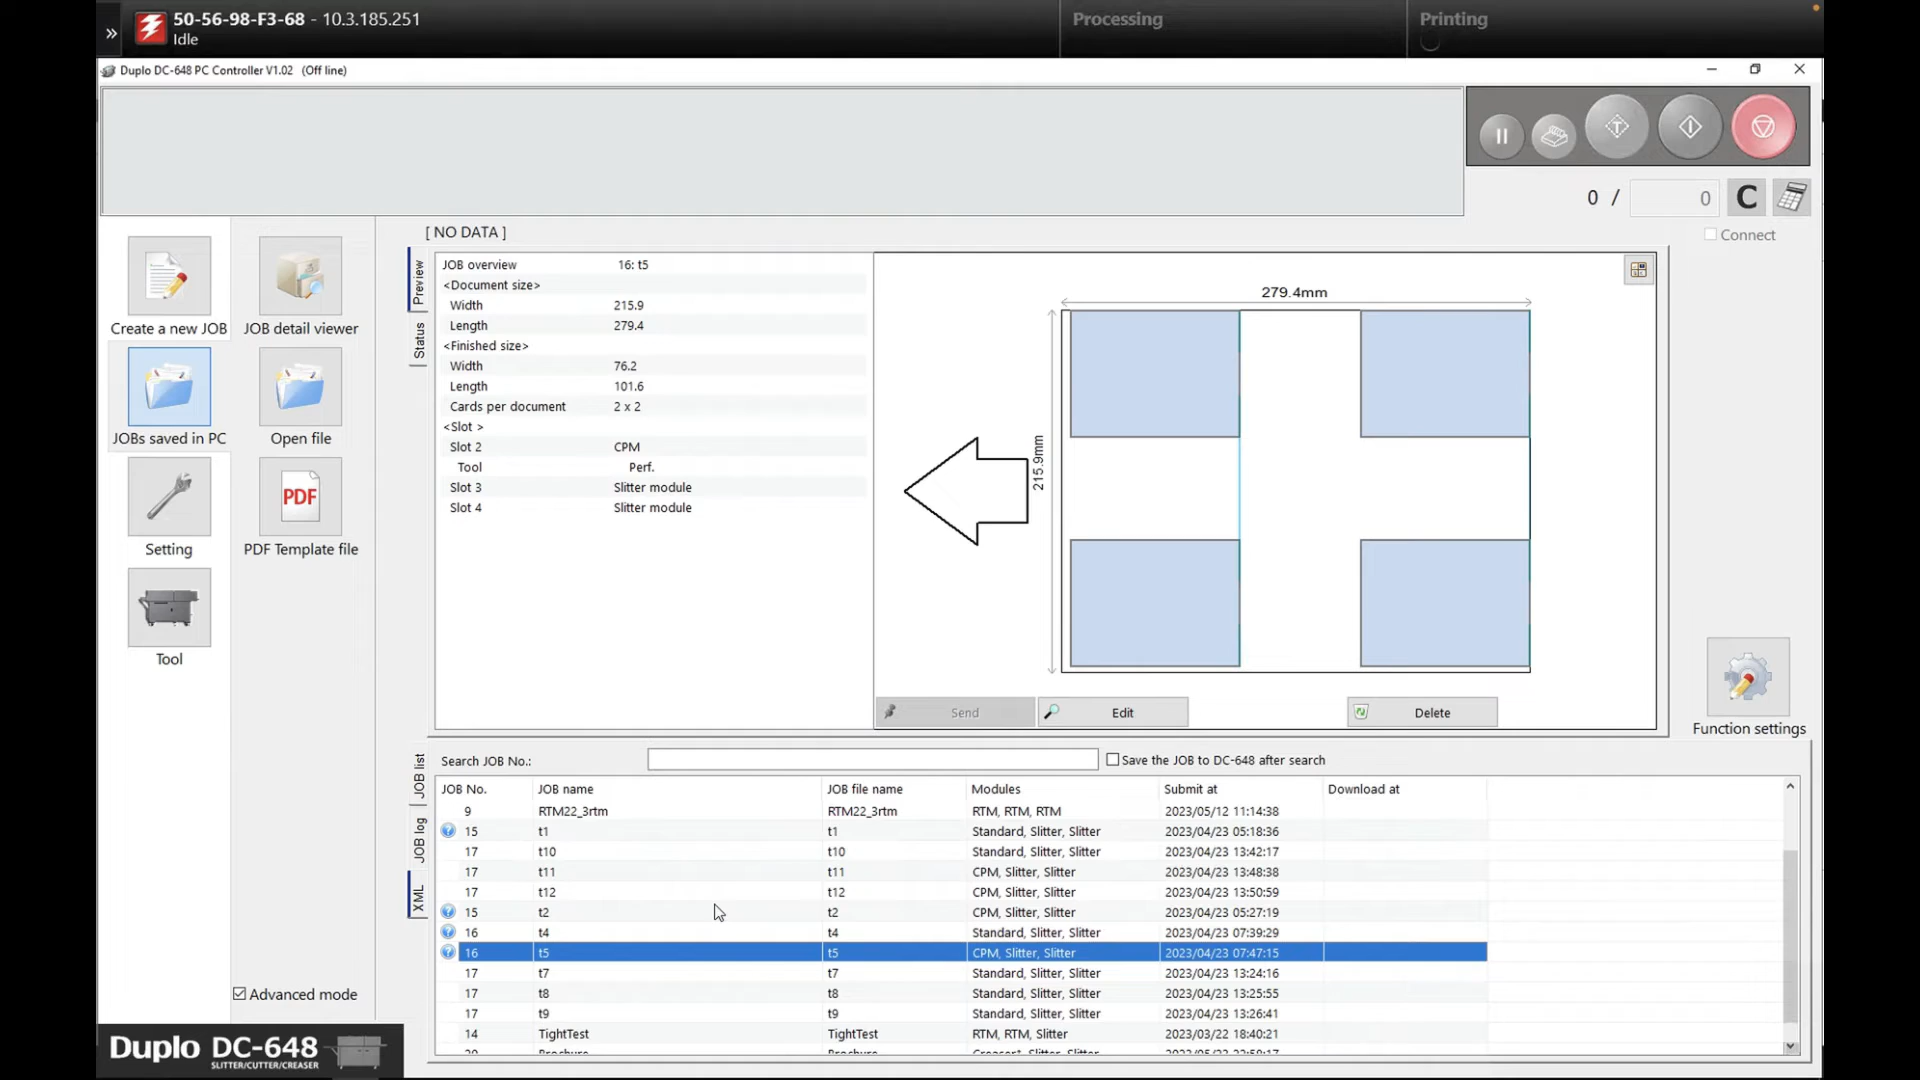 50-56-98-F3-68 - 10.3.185.251
Idle
Processing
Printing
Duplo DC-648 PC Controller V1.02 (Off line)
0 / 0 C
Connect
[ NO DATA ]
Create a new JOB
JOB detail viewer
JOBs saved in PC
Open file
Setting
PDF
PDF Template file
Tool
Advanced mode
Duplo DC-648
SLITTER/CUTTER/CREASER
Preview
Status
JOB overview 16: t5
<Document size>
Width 215.9
Length 279.4
<Finished size>
Width 76.2
Length 101.6
Cards per document 2 x 2
<Slot >
Slot 2 CPM
Tool Perf.
Slot 3 Slitter module
Slot 4 Slitter module
279.4mm
215.9mm
Send
Edit
Delete
Function settings
JOB list
JOB log
XML
Search JOB No.:
Save the JOB to DC-648 after search
JOB No. JOB name JOB file name Modules Submit at Download at
9 RTM22_3rtm RTM22_3rtm RTM, RTM, RTM 2023/05/12 11:14:38
15 t1 t1 Standard, Slitter, Slitter 2023/04/23 05:18:36
17 t10 t10 Standard, Slitter, Slitter 2023/04/23 13:42:17
17 t11 t11 CPM, Slitter, Slitter 2023/04/23 13:48:38
17 t12 t12 CPM, Slitter, Slitter 2023/04/23 13:50:59
15 t2 t2 CPM, Slitter, Slitter 2023/04/23 05:27:19
16 t4 t4 Standard, Slitter, Slitter 2023/04/23 07:39:29
16 t5 t5 CPM, Slitter, Slitter 2023/04/23 07:47:15
17 t7 t7 Standard, Slitter, Slitter 2023/04/23 13:24:16
17 t8 t8 Standard, Slitter, Slitter 2023/04/23 13:25:55
17 t9 t9 Standard, Slitter, Slitter 2023/04/23 13:26:41
14 TightTest TightTest RTM, RTM, Slitter 2023/03/22 18:40:21
Brochure Brochure Slitter, Slitter